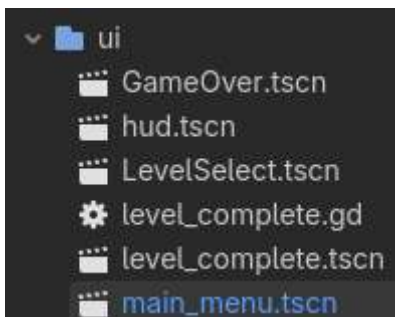 ui
GameOver.tscn
hud.tscn
LevelSelect.tscn
level_complete.gd
level_complete.tscn
main_menu.tscn